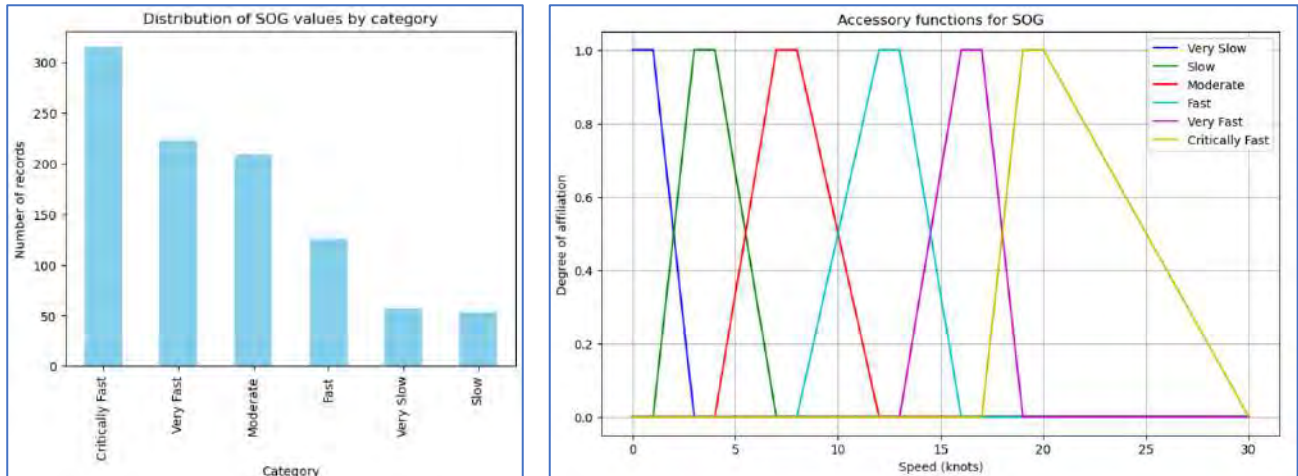 Distribution of SOG values by category
Number of records
300
250
200
150
100
50
0
Critically Fast
Very Fast
Moderate
Fast
Very Slow
Slow
Category
Accessory functions for SOG
Degree of affiliation
1.0
0.8
0.6
0.4
0.2
0.0
Very Slow
Slow
Moderate
Fast
Very Fast
Critically Fast
0 5 10 15 20 25 30
Speed (knots)